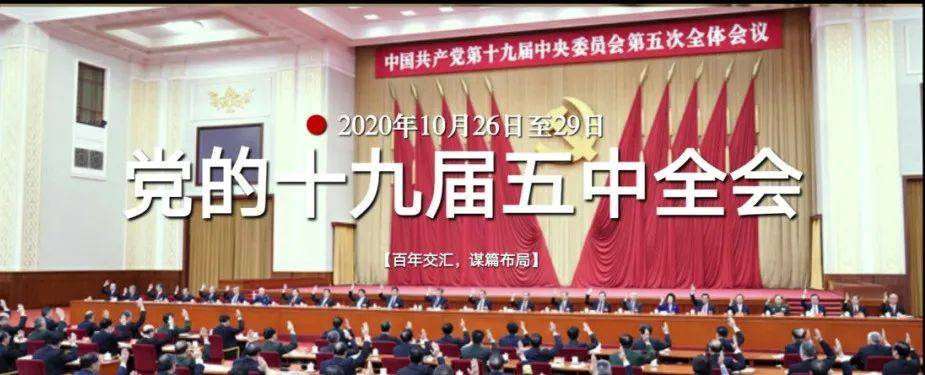 中国共产党第十九届中央委员会第五次全体会议
2020年10月26日至29日
党的十九届五中全会
【百年交汇，谋篇布局】